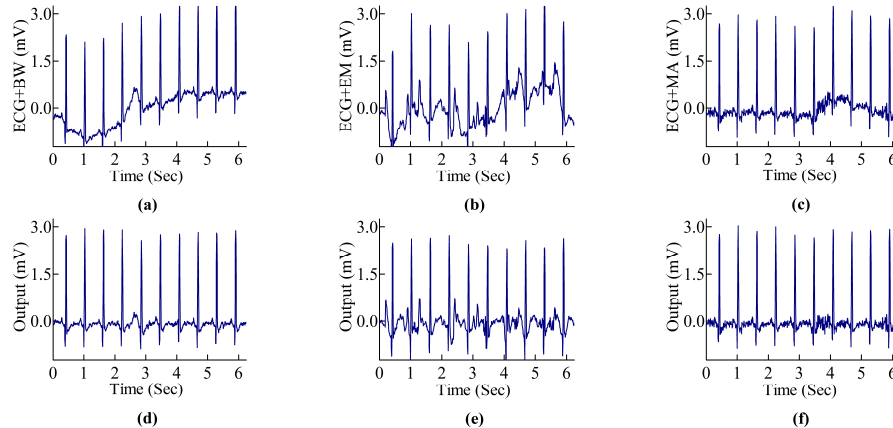 ECG+BW (mV)
3.0
1.5
0.0
0 1 2 3 4 5 6
Time (Sec)
(a)
ECG+EM (mV)
3.0
1.5
0.0
0 1 2 3 4 5 6
Time (Sec)
(b)
ECG+MA (mV)
3.0
1.5
0.0
0 1 2 3 4 5 6
Time (Sec)
(c)
Output (mV)
3.0
1.5
0.0
0 1 2 3 4 5 6
Time (Sec)
(d)
Output (mV)
3.0
1.5
0.0
0 1 2 3 4 5 6
Time (Sec)
(e)
Output (mV)
3.0
1.5
0.0
0 1 2 3 4 5 6
Time (Sec)
(f)